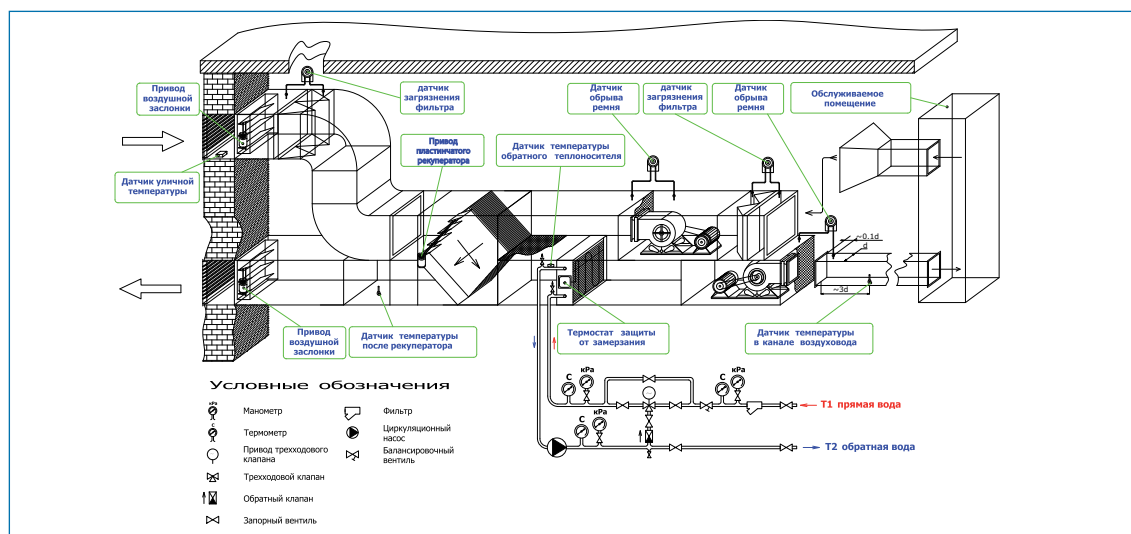 Привод
воздушной
заслонки
датчик
загрязнения
фильтра
Датчик
обрыва
ремня
датчик
загрязнения
фильтра
Датчик
обрыва
ремня
Обслуживаемое
помещение
Привод
пластинчатого
рекуператора
Датчик температуры
обратного теплоносителя
Датчик уличной
температуры
~0.1d
d
~3d
Привод
воздушной
заслонки
Датчик температуры
после рекуператора
Термостат защиты
от замерзания
Датчик температуры
в канале воздуховода
C
кPa
C
кPa
T1 прямая вода
C
кPa
T2 обратная вода
Условные обозначения
кPa
Манометр
C
Термометр
Привод трехходового
клапана
Трехходовой клапан
Обратный клапан
Запорный вентиль
Фильтр
Циркуляционный
насос
Балансировочный
вентиль